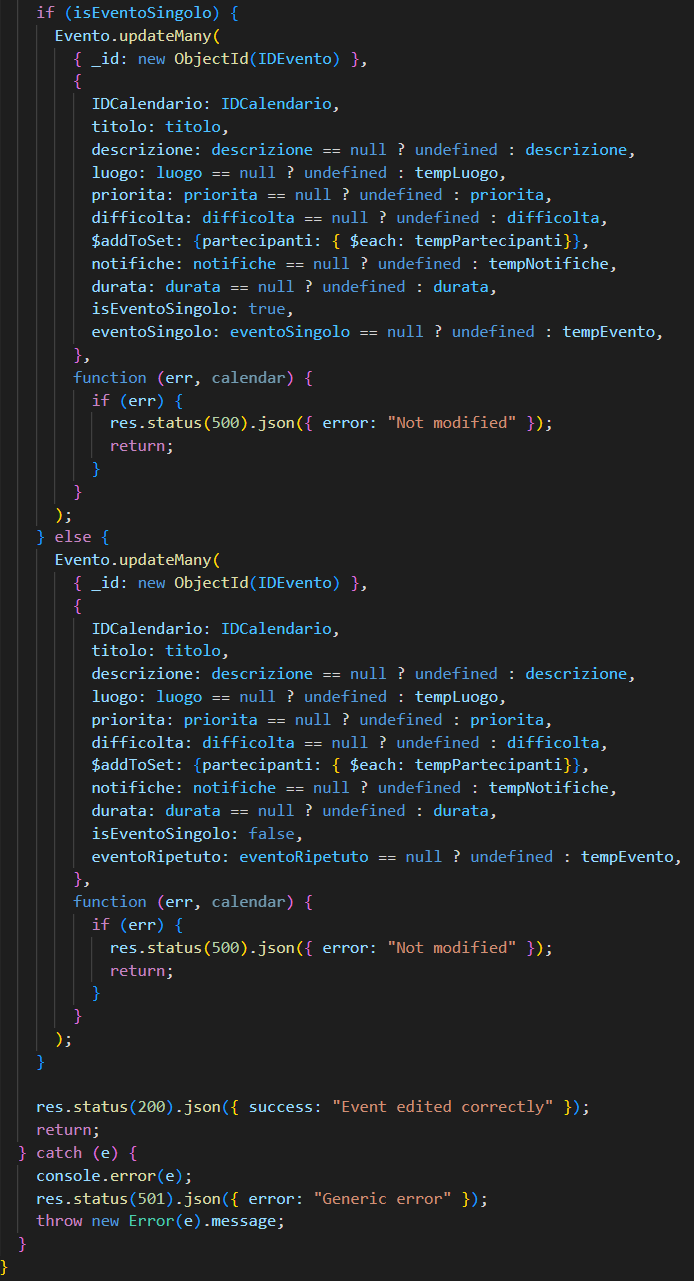 if (isEventoSingolo) {
Evento.updateMany(
{ _id: new ObjectId(IDEvento) },
{
IDCalendario: IDCalendario,
titolo: titolo,
descrizione: descrizione == null ? undefined : descrizione,
luogo: luogo == null ? undefined : tempLuogo,
priorita: priorita == null ? undefined : priorita,
difficolta: difficolta == null ? undefined : difficolta,
$addToSet: {partecipanti: { $each: tempPartecipanti}},
notifiche: notifiche == null ? undefined : tempNotifiche,
durata: durata == null ? undefined : durata,
isEventoSingolo: true,
eventoSingolo: eventoSingolo == null ? undefined : tempEvento,
},
function (err, calendar) {
if (err) {
res.status(500).json({ error: "Not modified" });
return;
}
}
);
} else {
Evento.updateMany(
{ _id: new ObjectId(IDEvento) },
{
IDCalendario: IDCalendario,
titolo: titolo,
descrizione: descrizione == null ? undefined : descrizione,
luogo: luogo == null ? undefined : tempLuogo,
priorita: priorita == null ? undefined : priorita,
difficolta: difficolta == null ? undefined : difficolta,
$addToSet: {partecipanti: { $each: tempPartecipanti}},
notifiche: notifiche == null ? undefined : tempNotifiche,
durata: durata == null ? undefined : durata,
isEventoSingolo: false,
eventoRipetuto: eventoRipetuto == null ? undefined : tempEvento,
},
function (err, calendar) {
if (err) {
res.status(500).json({ error: "Not modified" });
return;
}
}
);
}
res.status(200).json({ success: "Event edited correctly" });
return;
} catch (e) {
console.error(e);
res.status(501).json({ error: "Generic error" });
throw new Error(e).message;
}
}